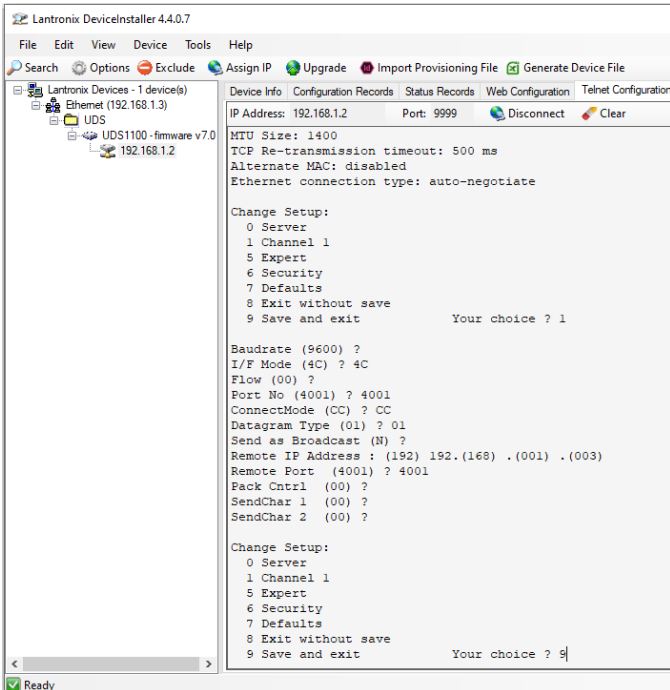 Lantronix DeviceInstaller 4.4.0.7
File Edit View Device Tools Help
Search Options Exclude Assign IP Upgrade Import Provisioning File Generate Device File
Lantronix Devices - 1 device(s)
Ethernet (192.168.1.3)
UDS
UDS1100 - firmware v7.0
192.168.1.2
Device Info Configuration Records Status Records Web Configuration Telnet Configuration
IP Address: 192.168.1.2 Port: 9999 Disconnect Clear
MTU Size: 1400
TCP Re-transmission timeout: 500 ms
Alternate MAC: disabled
Ethernet connection type: auto-negotiate
Change Setup:
0 Server
1 Channel 1
5 Expert
6 Security
7 Defaults
8 Exit without save
9 Save and exit Your choice ? 1
Baudrate (9600) ?
I/F Mode (4C) ? 4C
Flow (00) ?
Port No (4001) ? 4001
ConnectMode (CC) ? CC
Datagram Type (01) ? 01
Send as Broadcast (N) ?
Remote IP Address : (192) 192.(168) .(001) .(003)
Remote Port (4001) ? 4001
Pack Cntrl (00) ?
SendChar 1 (00) ?
SendChar 2 (00) ?
Change Setup:
0 Server
1 Channel 1
5 Expert
6 Security
7 Defaults
8 Exit without save
9 Save and exit Your choice ? 9
Ready